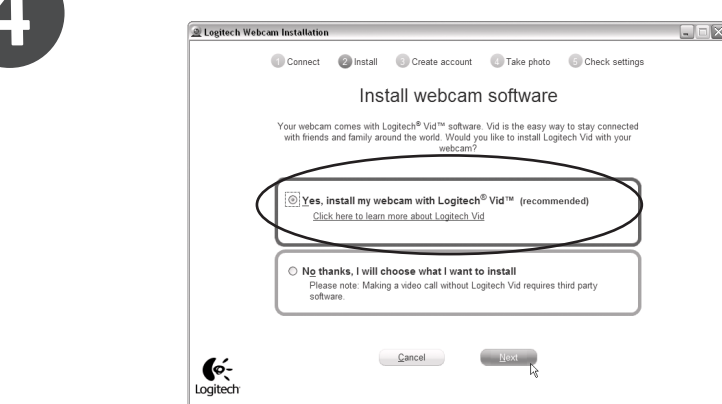 4
Logitech Webcam Installation
1 Connect 2 Install 3 Create account 4 Take photo 5 Check settings
Install webcam software
Your webcam comes with Logitech® Vid™ software. Vid is the easy way to stay connected
with friends and family around the world. Would you like to install Logitech Vid with your
webcam?
Yes, install my webcam with Logitech® Vid™ (recommended)
Click here to learn more about Logitech Vid
No thanks, I will choose what I want to install
Please note: Making a video call without Logitech Vid requires third party
software.
Cancel Next
Logitech